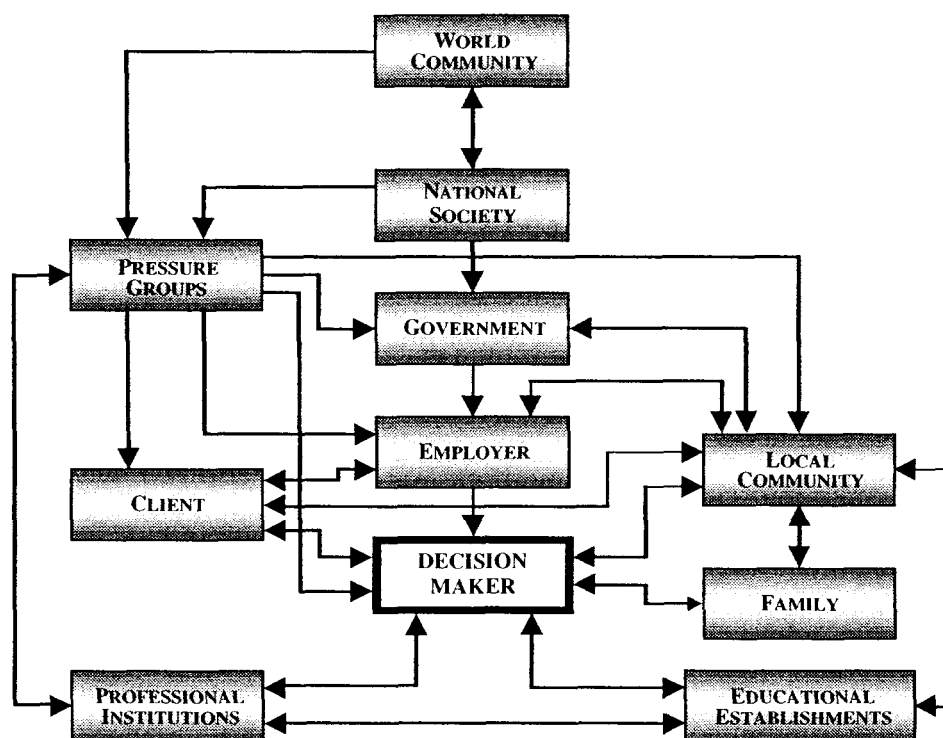 WORLD
COMMUNITY
NATIONAL
SOCIETY
PRESSURE
GROUPS
GOVERNMENT
EMPLOYER
LOCAL
COMMUNITY
CLIENT
DECISION
MAKER
FAMILY
PROFESSIONAL
INSTITUTIONS
EDUCATIONAL
ESTABLISHMENTS